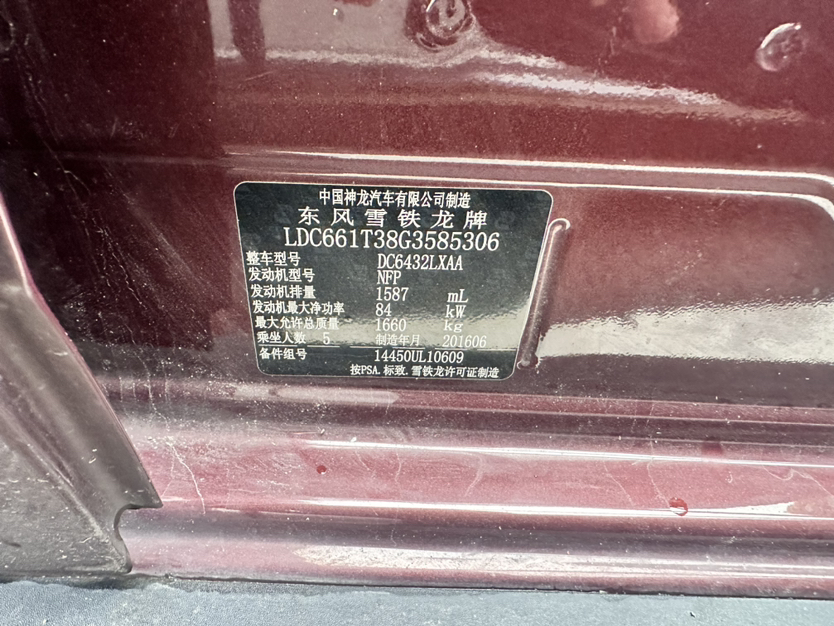 中国神龙汽车有限公司制造
东风雪铁龙牌
LDC661T38G3585306
整车型号 DC6432LXAA
发动机型号 NFP
发动机排量 1587 mL
发动机最大净功率 84 kW
最大允许总质量 1660 kg
乘坐人数 5 制造年月 201606
备件组号 14450UL10609
按PSA.标致.雪铁龙许可证制造